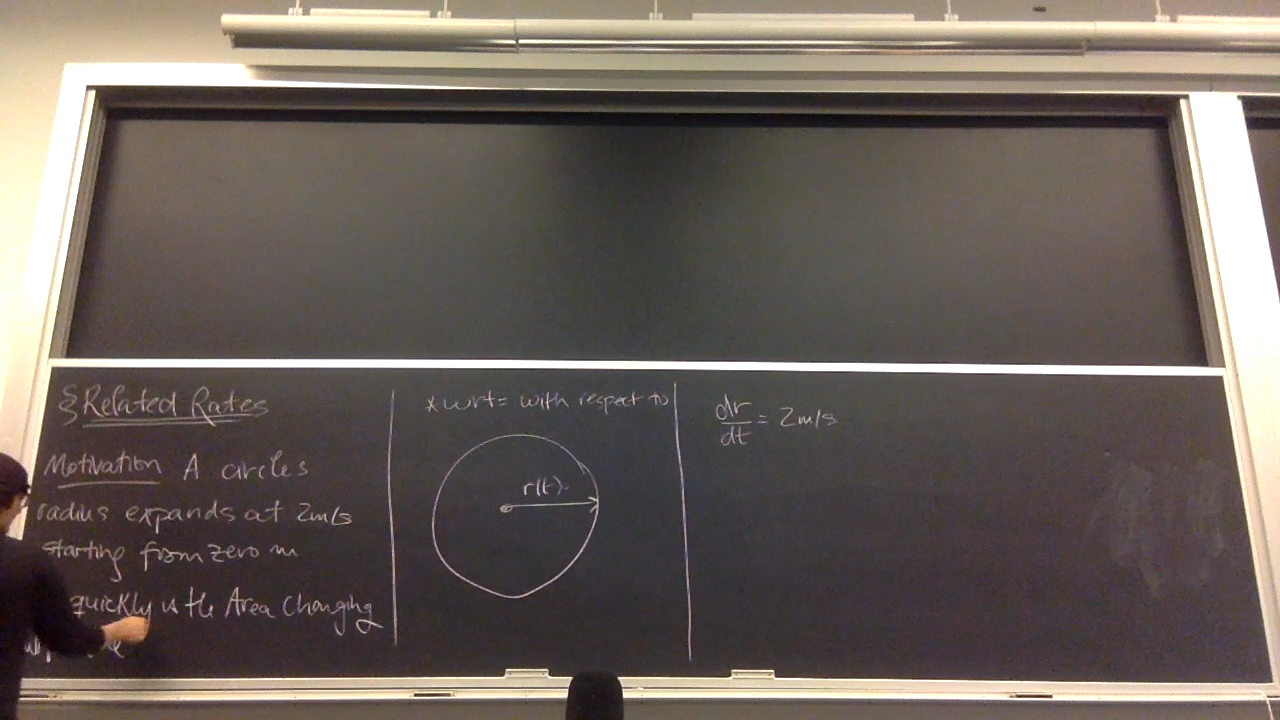 § Related Rates
Motivation A circles
radius expands at 2m/s
starting from zero m
quickly is the Area Changing
* wrt = with respect to
r(t)
dr/dt = 2m/s